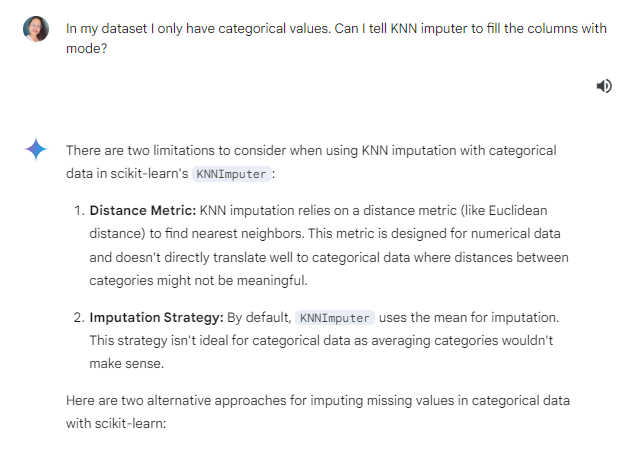 In my dataset I only have categorical values. Can I tell KNN imputer to fill the columns with
mode?
There are two limitations to consider when using KNN imputation with categorical
data in scikit-learn's KNNImputer:
1. Distance Metric: KNN imputation relies on a distance metric (like Euclidean
distance) to find nearest neighbors. This metric is designed for numerical data
and doesn't directly translate well to categorical data where distances between
categories might not be meaningful.
2. Imputation Strategy: By default, KNNImputer uses the mean for imputation.
This strategy isn't ideal for categorical data as averaging categories wouldn't
make sense.
Here are two alternative approaches for imputing missing values in categorical data
with scikit-learn: